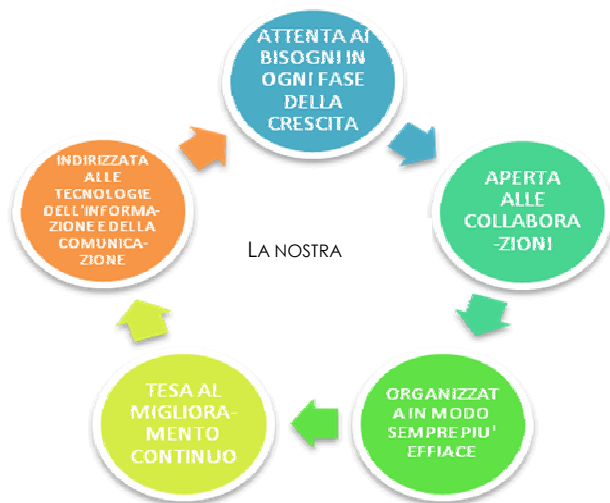 ATTENTA AI
BISOGNI IN
OGNI FASE
DELLA
CRESCITA
APERTA
ALLE
COLLABORA
-ZIONI
ORGANIZZAT
A IN MODO
SEMPRE PIU'
EFFIACE
TESA AL
MIGLIORA-
MENTO
CONTINUO
INDIRIZZATA
ALLE
TECNOLOGIE
DELL'INFORMA-
ZIONE E DELLA
COMUNICA-
ZIONE
LA NOSTRA